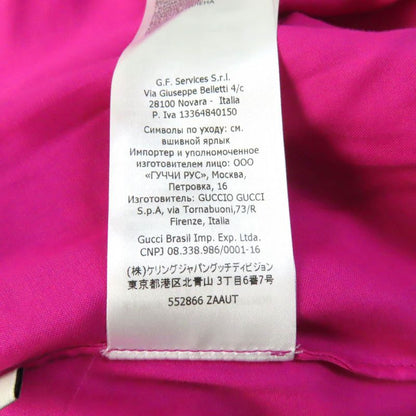 G.F. Services S.r.l.
Via Giuseppe Belletti 4/c
28100 Novara - Italia
P. Iva 13364840150
Символы по уходу: см.
вшивной ярлык
Импортер и уполномоченное
изготовителем лицо: ООО
«ГУЧЧИ РУС», Москва,
Петровка, 16
Изготовитель: GUCCIO GUCCI
S.p.A, via Tornabuoni,73/R
Firenze, Italia
Gucci Brasil Imp. Exp. Ltda.
CNPJ 08.338.986/0001-16
(株)ケリングジャパングッチディビジョン
東京都港区北青山 3丁目6番7号
552866 ZAAUT